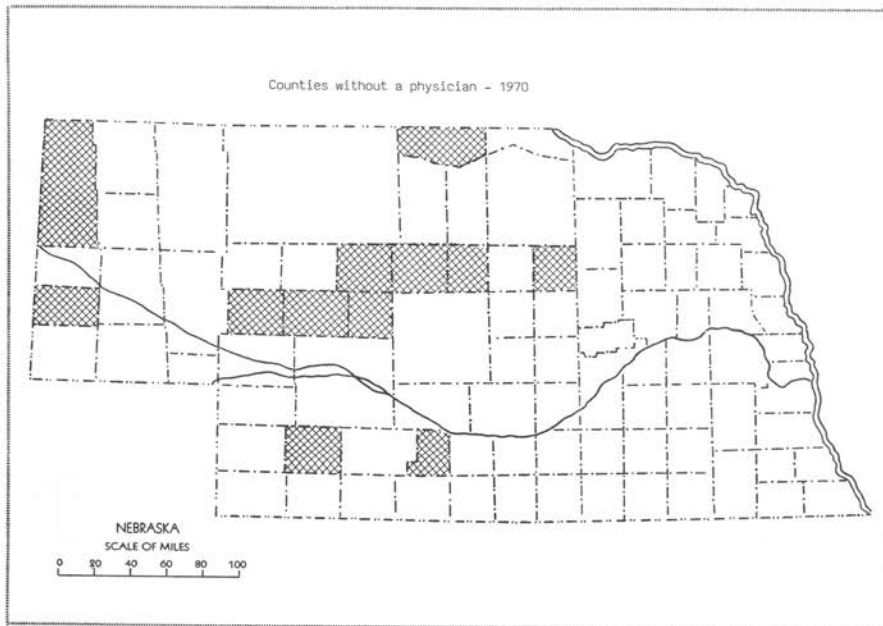 Counties without a physician - 1970
NEBRASKA
SCALE OF MILES
0 20 40 60 80 100